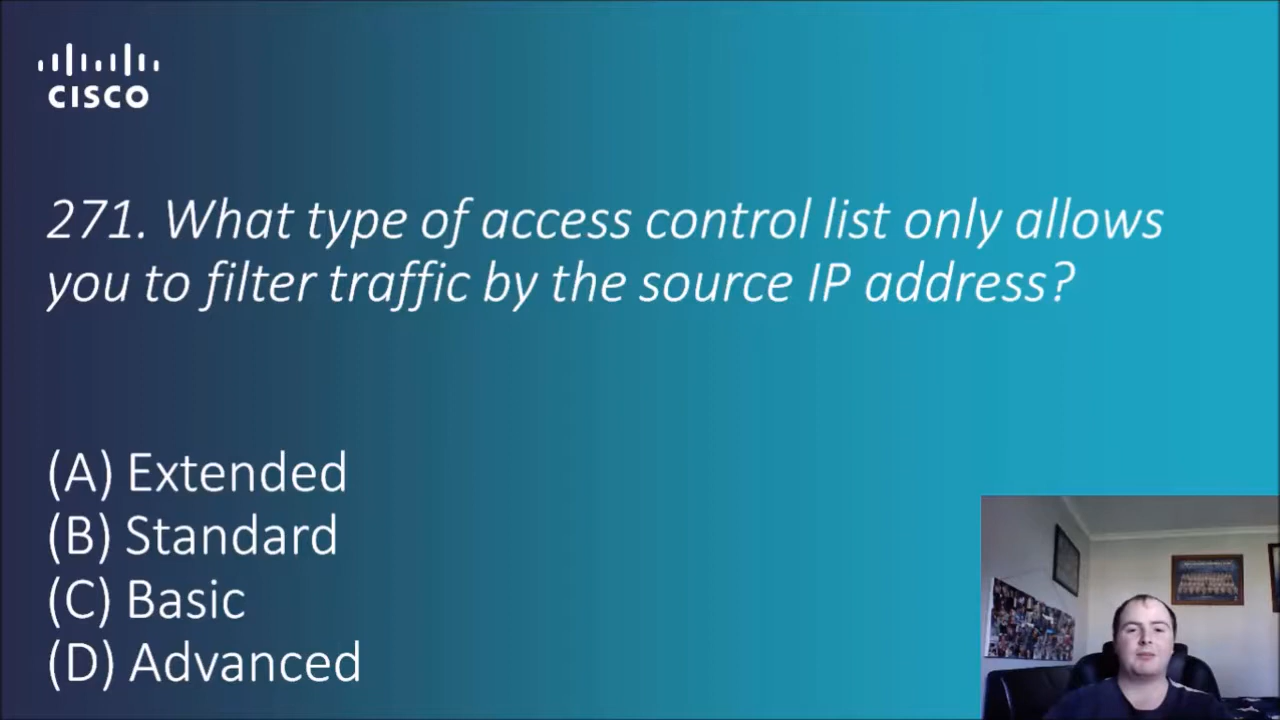 CISCO
271. What type of access control list only allows
you to filter traffic by the source IP address?
(A) Extended
(B) Standard
(C) Basic
(D) Advanced